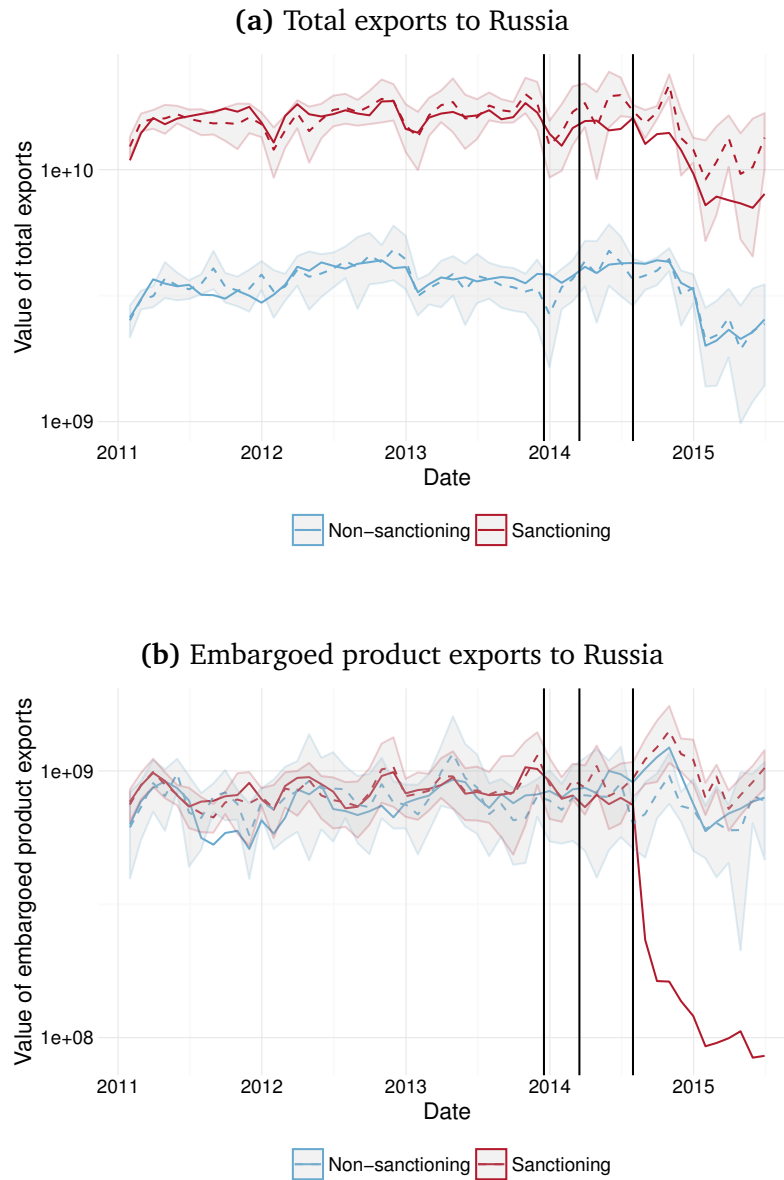 (a) Total exports to Russia
Value of total exports
1e+10
1e+09
2011 2012 2013 2014 2015
Date
Non−sanctioning Sanctioning
(b) Embargoed product exports to Russia
Value of embargoed product exports
1e+09
1e+08
2011 2012 2013 2014 2015
Date
Non−sanctioning Sanctioning